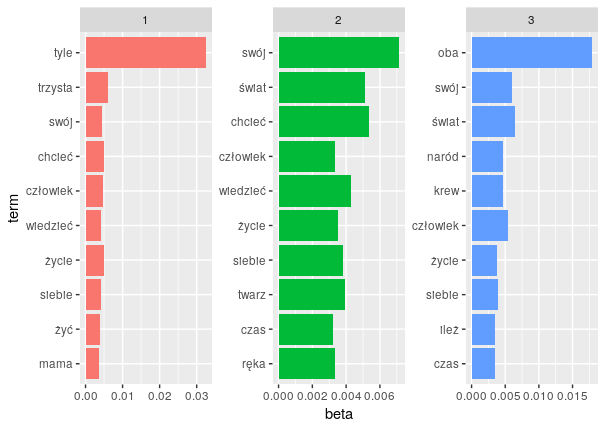 1
2
3
term
tyle
trzysta
swój
chcieć
człowiek
wiedzieć
życie
siebie
żyć
mama
0.00 0.01 0.02 0.03
swój
świat
chcieć
człowiek
wiedzieć
życie
siebie
twarz
czas
ręka
0.000 0.002 0.004 0.006
oba
swój
świat
naród
krew
człowiek
życie
siebie
ileż
czas
0.000 0.005 0.010 0.015
beta